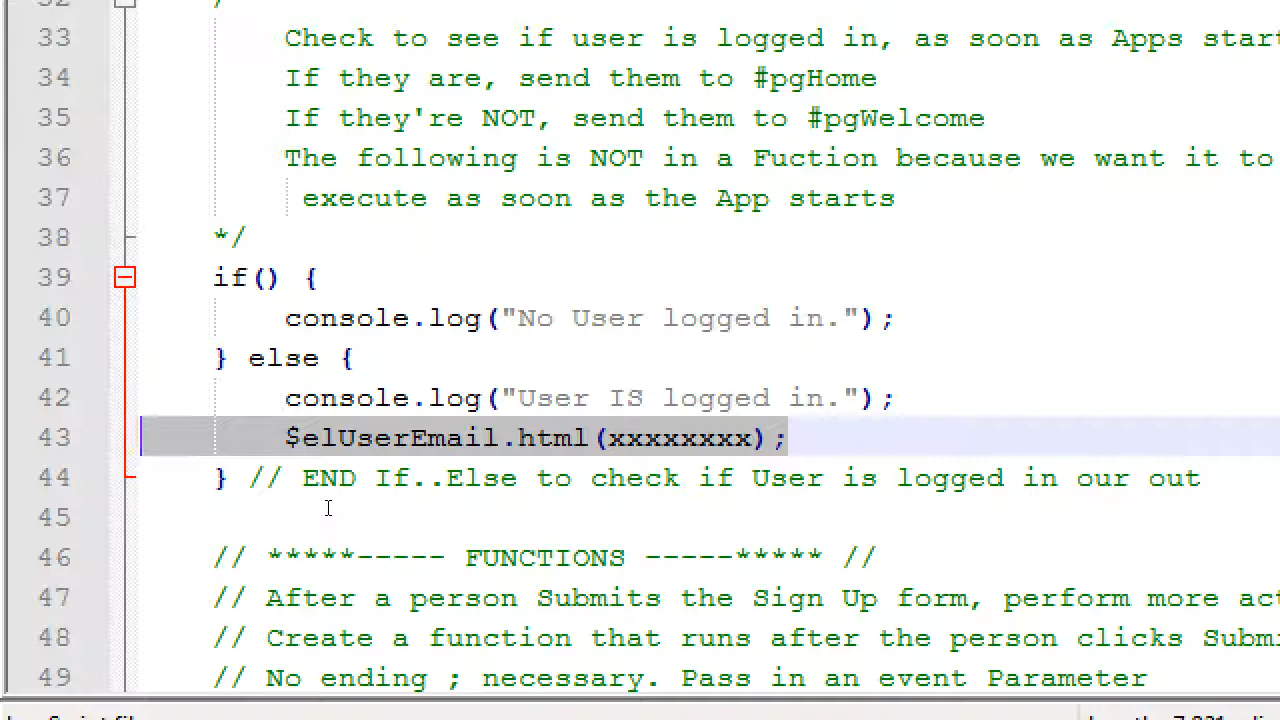 32 /
33 Check to see if user is logged in, as soon as Apps start
34 If they are, send them to #pgHome
35 If they're NOT, send them to #pgWelcome
36 The following is NOT in a Fuction because we want it to
37 execute as soon as the App starts
38 */
39 if() {
40 console.log("No User logged in.");
41 } else {
42 console.log("User IS logged in.");
43 $elUserEmail.html(xxxxxxxx);
44 } // END If..Else to check if User is logged in our out
45
46 // *****----- FUNCTIONS -----***** //
47 // After a person Submits the Sign Up form, perform more act
48 // Create a function that runs after the person clicks Submi
49 // No ending ; necessary. Pass in an event Parameter